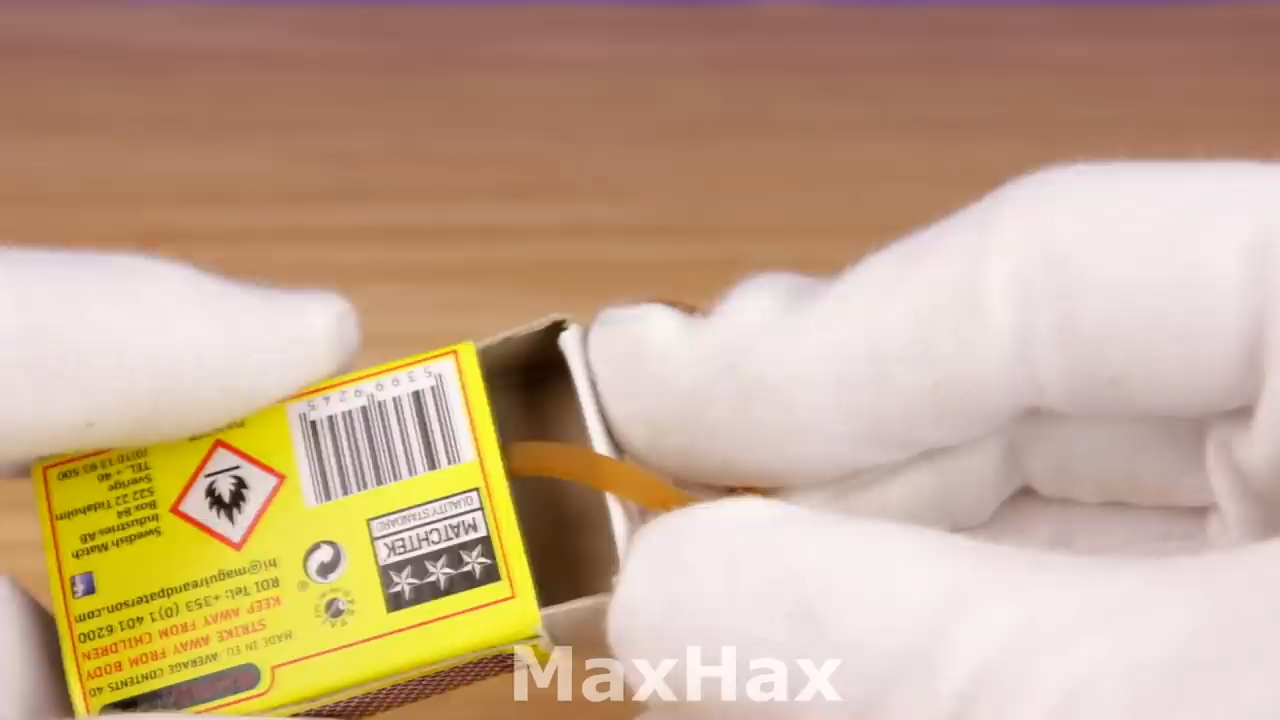 MADE IN EU. AVERAGE CONTENTS 40
STRIKE AWAY FROM BODY
KEEP AWAY FROM CHILDREN
ROI Tel: +353 (0)1 401 6200
hi@maguireandpaterson.com
Swedish Match
Industries AB
Box 84
522 22 Tidaholm
Sverige
TEL. +46
(0)10 13 93 500
MATCHTEK
QUALITY STANDARD
53999245
MaxHax